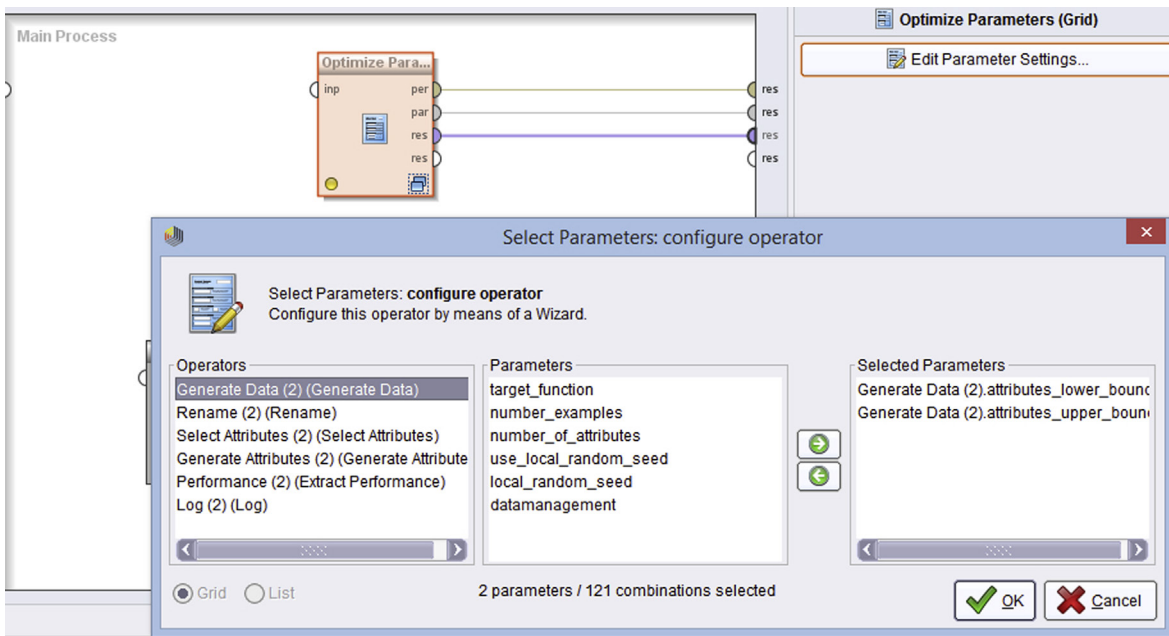 Main Process
Optimize Para...
inp
per
par
res
res
res
res
res
res
Optimize Parameters (Grid)
Edit Parameter Settings...
Select Parameters: configure operator
Select Parameters: configure operator
Configure this operator by means of a Wizard.
Operators
Generate Data (2) (Generate Data)
Rename (2) (Rename)
Select Attributes (2) (Select Attributes)
Generate Attributes (2) (Generate Attribute
Performance (2) (Extract Performance)
Log (2) (Log)
Parameters
target_function
number_examples
number_of_attributes
use_local_random_seed
local_random_seed
datamanagement
Selected Parameters
Generate Data (2).attributes_lower_bound
Generate Data (2).attributes_upper_boun
Grid
List
2 parameters / 121 combinations selected
OK
Cancel